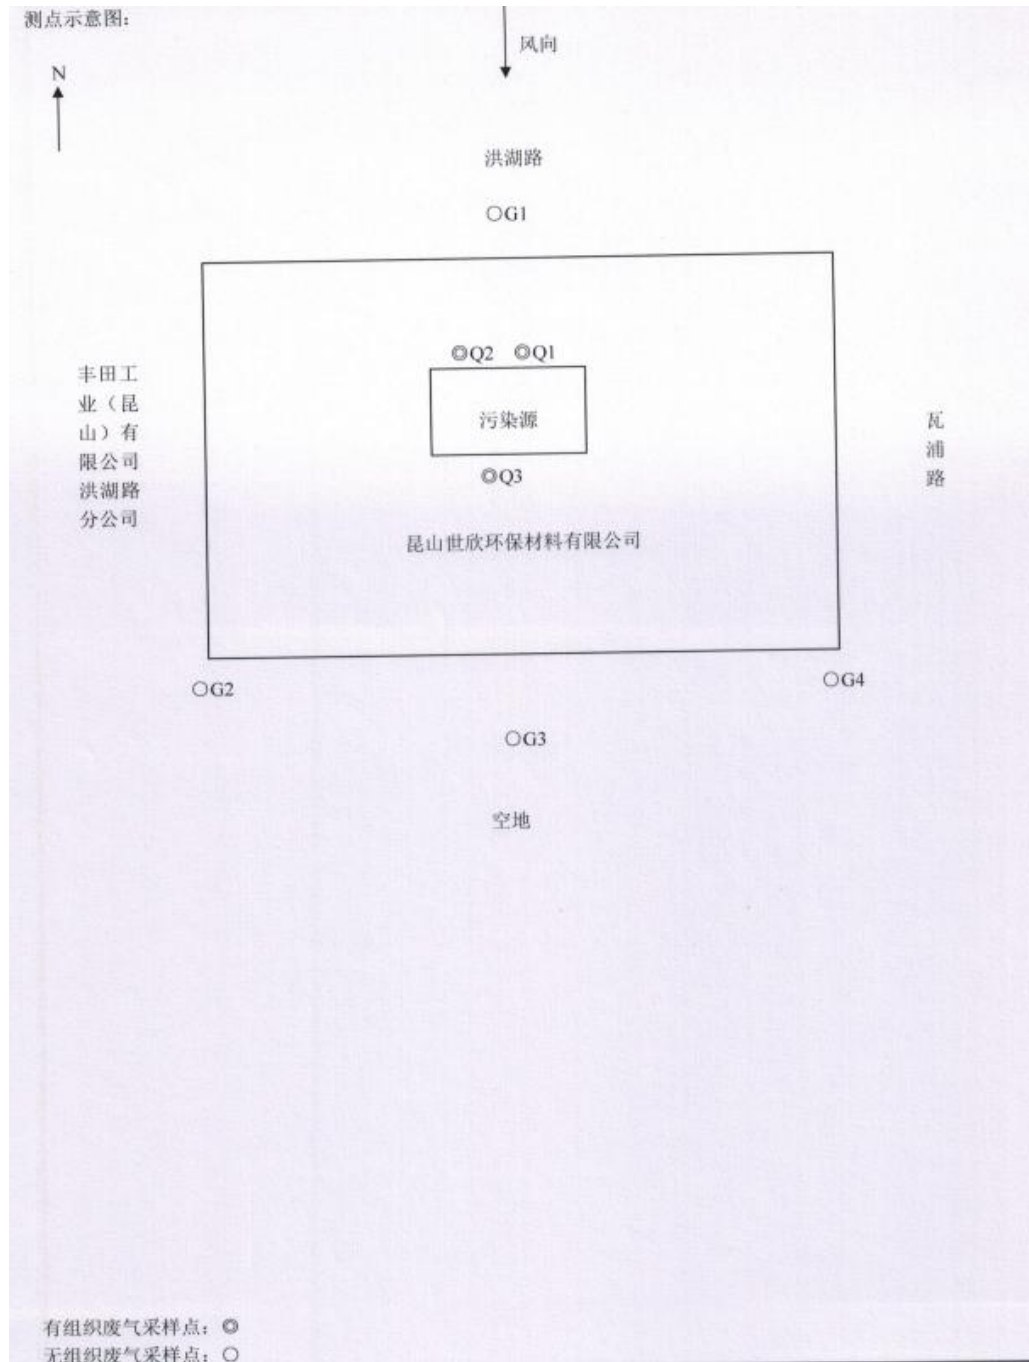 测点示意图：
风向
N
洪湖路
○G1
◎Q2 ◎Q1
丰田工
业（昆
山）有
限公司
洪湖路
分公司
污染源
瓦
浦
路
◎Q3
昆山世欣环保材料有限公司
○G2
○G4
○G3
空地
有组织废气采样点：◎
无组织废气采样点：○